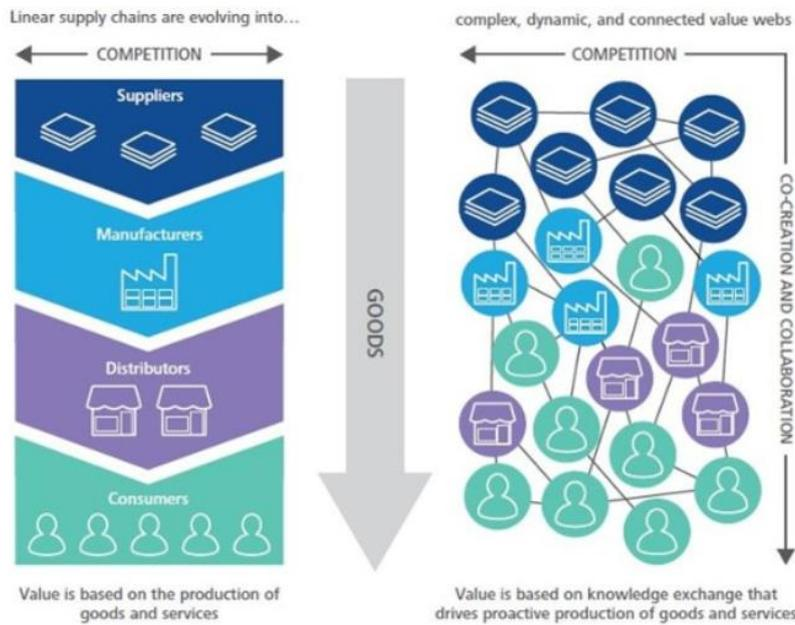 Linear supply chains are evolving into...
COMPETITION
Suppliers
Manufacturers
Distributors
Consumers
Value is based on the production of
goods and services
GOODS
complex, dynamic, and connected value webs
COMPETITION
CO-CREATION AND COLLABORATION
Value is based on knowledge exchange that
drives proactive production of goods and services